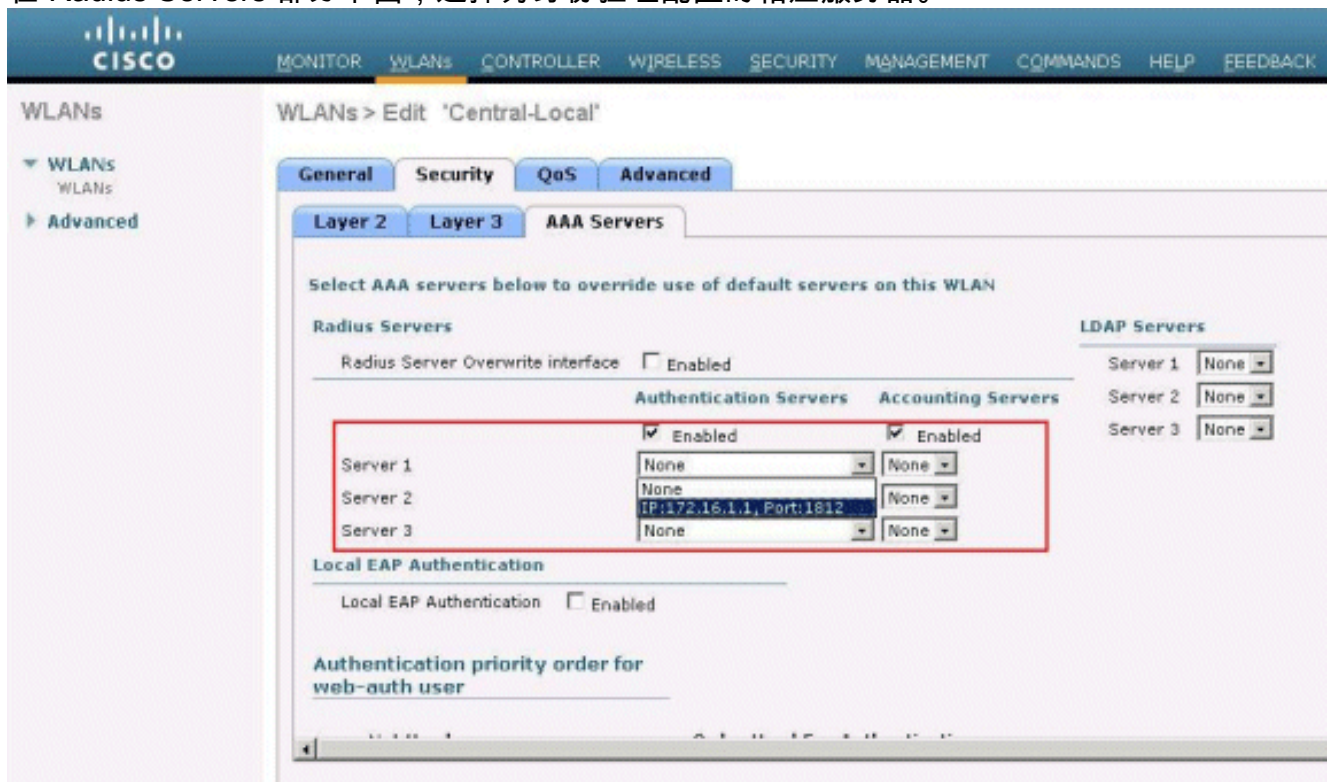 CISCO
MONITOR WLANs CONTROLLER WIRELESS SECURITY MANAGEMENT COMMANDS HELP FEEDBACK
WLANs
WLANs
WLANs
Advanced
WLANs > Edit 'Central-Local'
General Security QoS Advanced
Layer 2 Layer 3 AAA Servers
Select AAA servers below to override use of default servers on this WLAN
Radius Servers
LDAP Servers
Radius Server Overwrite interface Enabled
Server 1 None
Authentication Servers Accounting Servers
Server 2 None
Enabled Enabled
Server 3 None
Server 1 None None
None
Server 2 IP:172.16.1.1, Port:1812 None
Server 3 None None
Local EAP Authentication
Local EAP Authentication Enabled
Authentication priority order for
web-auth user